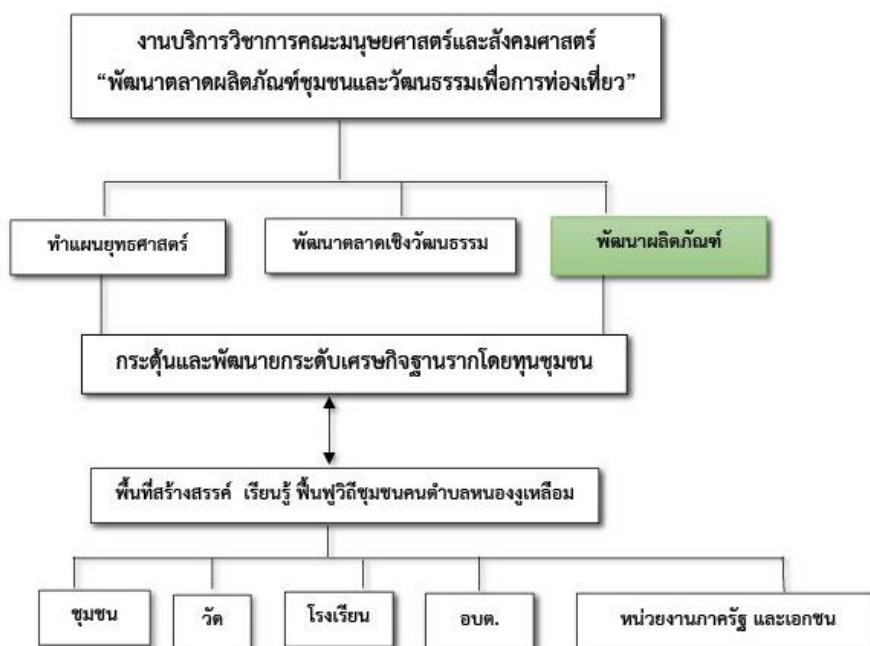 งานบริการวิชาการคณะมนุษยศาสตร์และสังคมศาสตร์
“พัฒนาตลาดผลิตภัณฑ์ชุมชนและวัฒนธรรมเพื่อการท่องเที่ยว”
ทำแผนยุทธศาสตร์
พัฒนาตลาดเชิงวัฒนธรรม
พัฒนาผลิตภัณฑ์
กระตุ้นและพัฒนายกระดับเศรษฐกิจฐานรากโดยทุนชุมชน
พื้นที่สร้างสรรค์ เรียนรู้ ฟื้นฟูวิถีชุมชนคนตำบลหนองงูเหลือม
ชุมชน
วัด
โรงเรียน
อบต.
หน่วยงานภาครัฐ และเอกชน